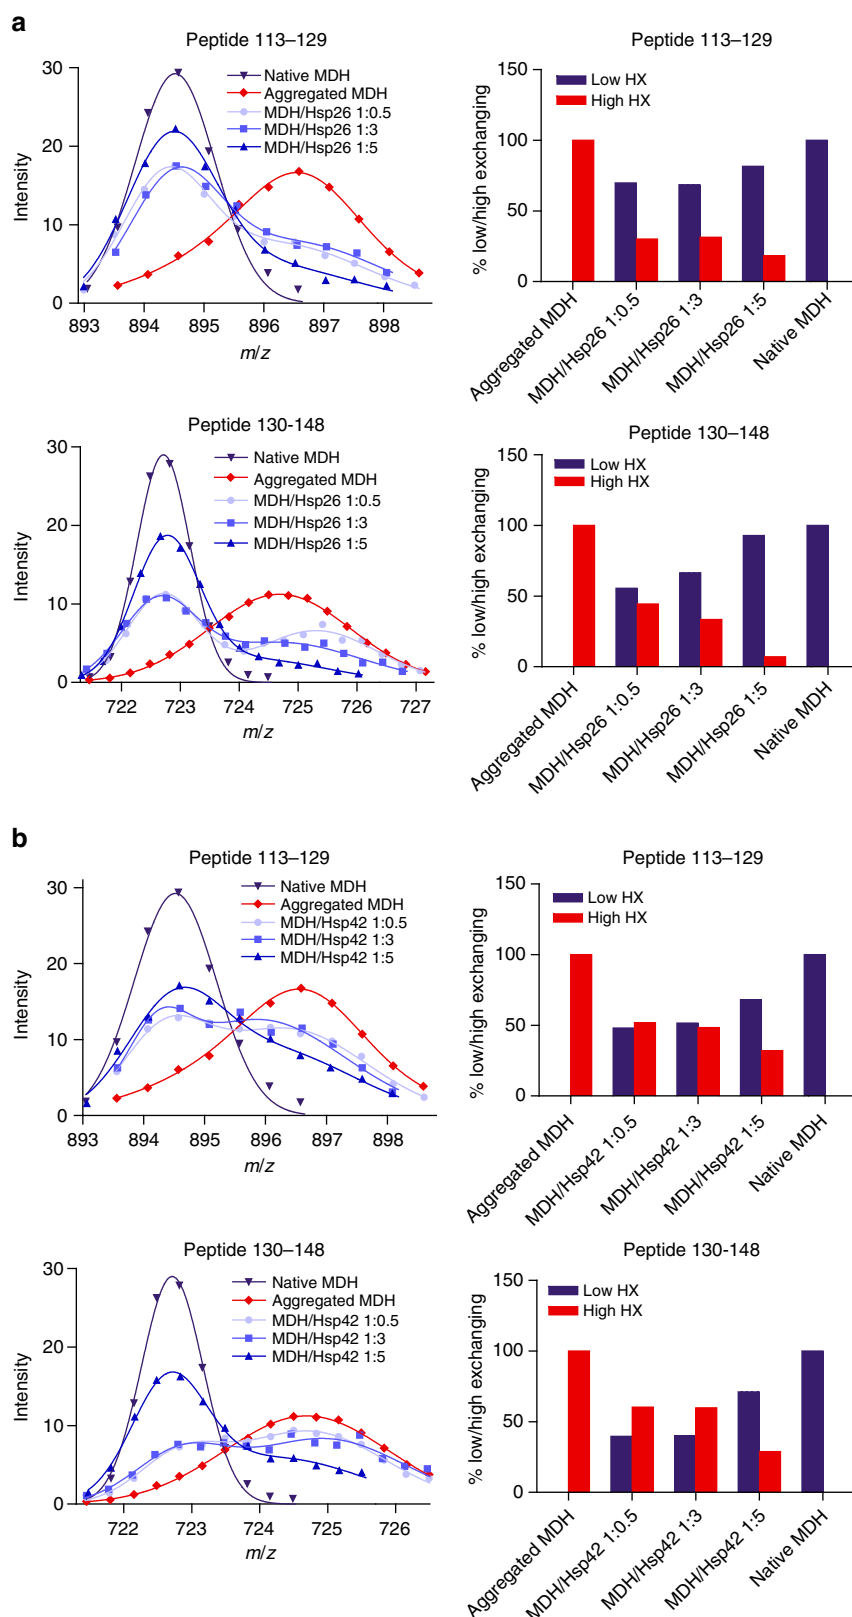 a
Peptide 113–129
30
20
10
0
Intensity
Native MDH
Aggregated MDH
MDH/Hsp26 1:0.5
MDH/Hsp26 1:3
MDH/Hsp26 1:5
893 894 895 896 897 898
m/z
Peptide 113–129
150
100
50
0
% low/high exchanging
Low HX
High HX
Aggregated MDH
MDH/Hsp26 1:0.5
MDH/Hsp26 1:3
MDH/Hsp26 1:5
Native MDH
Peptide 130-148
30
20
10
0
Intensity
Native MDH
Aggregated MDH
MDH/Hsp26 1:0.5
MDH/Hsp26 1:3
MDH/Hsp26 1:5
722 723 724 725 726 727
m/z
Peptide 130–148
150
100
50
0
% low/high exchanging
Low HX
High HX
Aggregated MDH
MDH/Hsp26 1:0.5
MDH/Hsp26 1:3
MDH/Hsp26 1:5
Native MDH
b
Peptide 113–129
30
20
10
0
Intensity
Native MDH
Aggregated MDH
MDH/Hsp42 1:0.5
MDH/Hsp42 1:3
MDH/Hsp42 1:5
893 894 895 896 897 898
m/z
Peptide 113–129
150
100
50
0
% low/high exchanging
Low HX
High HX
Aggregated MDH
MDH/Hsp42 1:0.5
MDH/Hsp42 1:3
MDH/Hsp42 1:5
Native MDH
Peptide 130–148
30
20
10
0
Intensity
Native MDH
Aggregated MDH
MDH/Hsp42 1:0.5
MDH/Hsp42 1:3
MDH/Hsp42 1:5
722 723 724 725 726
m/z
Peptide 130-148
150
100
50
0
% low/high exchanging
Low HX
High HX
Aggregated MDH
MDH/Hsp42 1:0.5
MDH/Hsp42 1:3
MDH/Hsp42 1:5
Native MDH